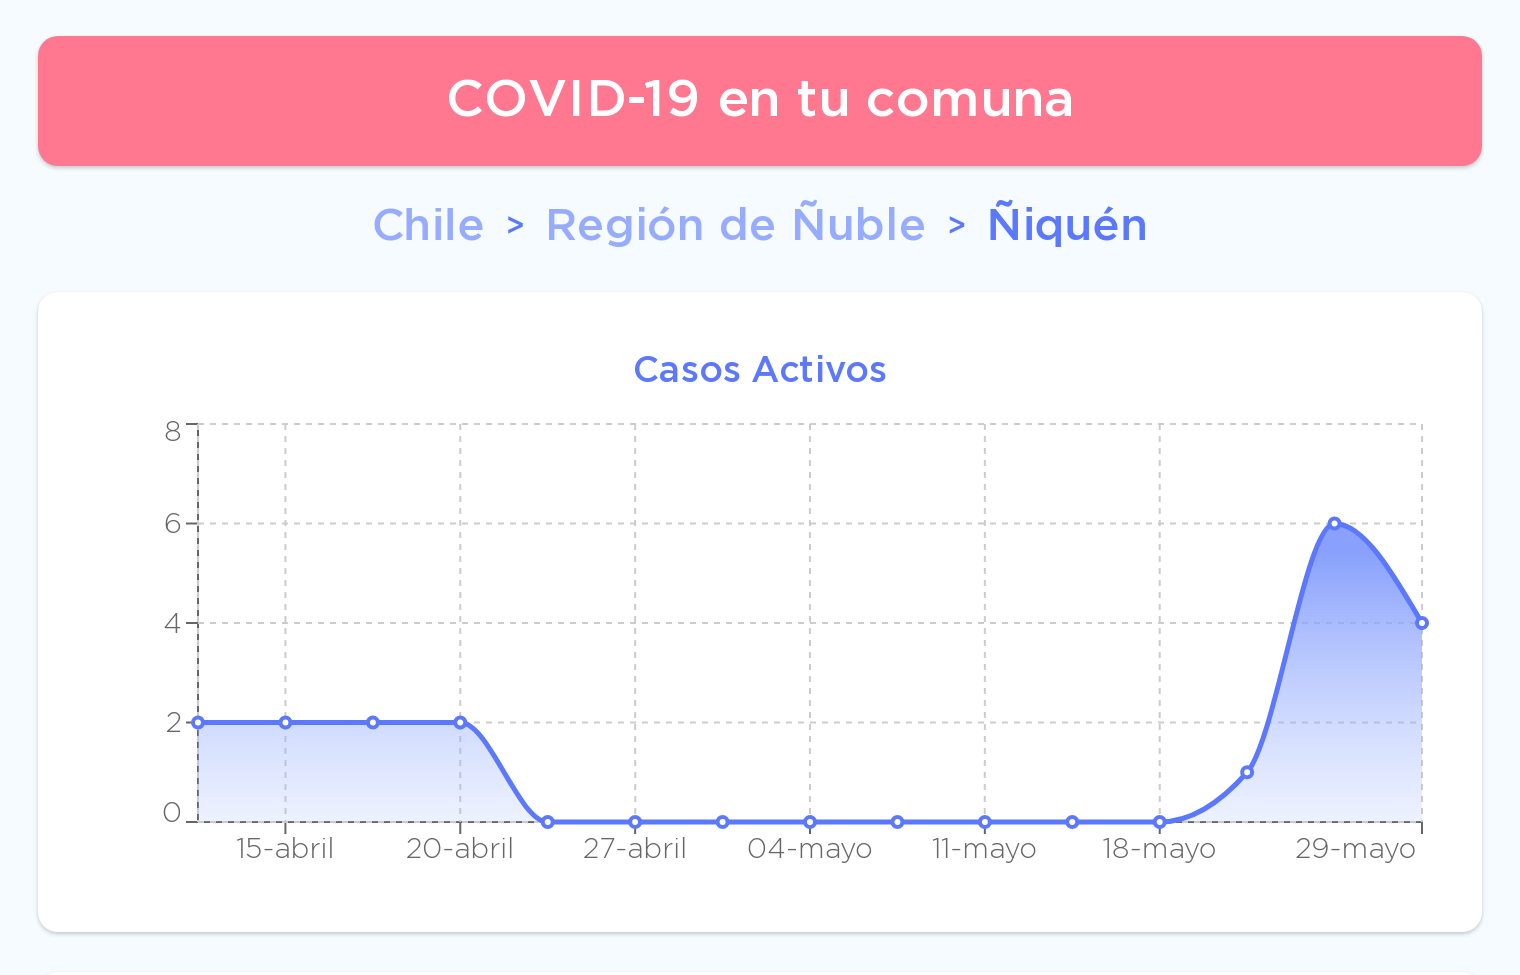 COVID-19 en tu comuna
Chile > Región de Ñuble > Ñiquén
Casos Activos
8
6
4
2
0
15-abril 20-abril 27-abril 04-mayo 11-mayo 18-mayo 29-mayo